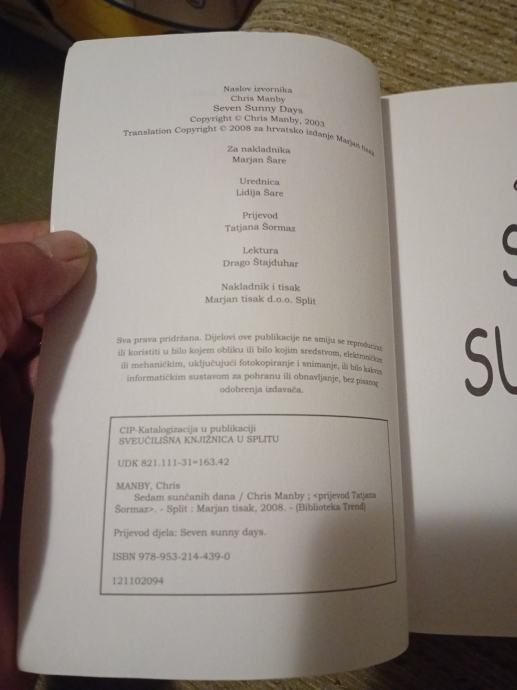 Naslov izvornika
Chris Manby
Seven Sunny Days
Copyright © Chris Manby, 2003
Translation Copyright © 2008 za hrvatsko izdanje Marjan tisak
Za nakladnika
Marjan Šare
Urednica
Lidija Šare
Prijevod
Tatjana Šormaz
Lektura
Drago Štajduhar
Nakladnik i tisak
Marjan tisak d.o.o. Split
Sva prava pridržana. Dijelovi ove publikacije ne smiju se reproducirati
ili koristiti u bilo kojem obliku ili bilo kojim sredstvom, elektroničkim
ili mehaničkim, uključujući fotokopiranje i snimanje, ili bilo kakvim
informatičkim sustavom za pohranu ili obnavljanje, bez pisanog
odobrenja izdavača.
CIP-Katalogizacija u publikaciji
SVEUČILIŠNA KNJIŽNICA U SPLITU
UDK 821.111-31=163.42
MANBY, Chris
Sedam sunčanih dana / Chris Manby ; <prijevod Tatjana
Šormaz>. - Split : Marjan tisak, 2008. - (Biblioteka Trend)
Prijevod djela: Seven sunny days.
ISBN 978-953-214-439-0
121102094
S
SU